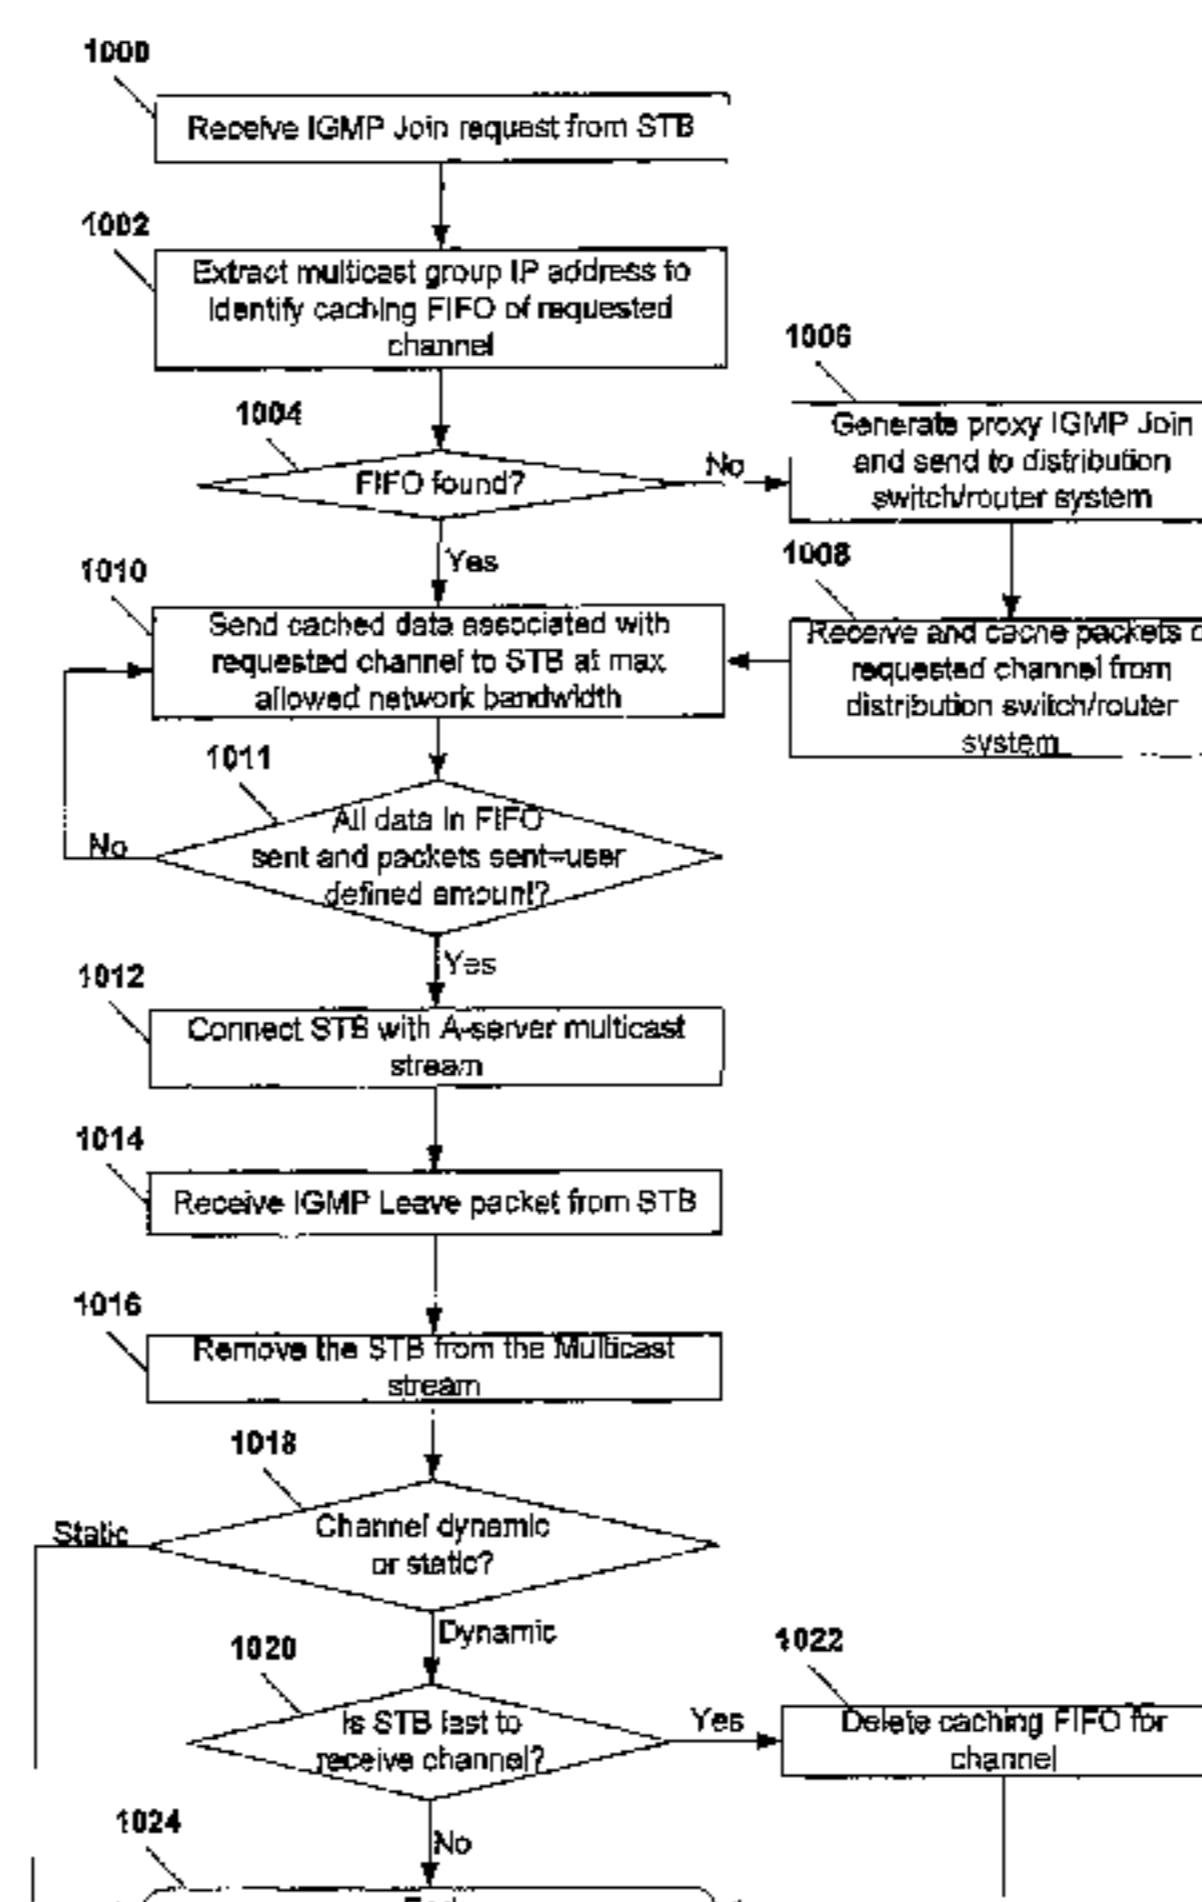 1000
Receive IGMP Join request from STB
1002
Extract multicast group IP address to
identify caching FIFO of requested
channel
1004
FIFO found?
No
1006
Generate proxy IGMP Join
and send to distribution
switch/router system
Yes
1008
Receive and cache packets
requested channel from
distribution switch/router
system
1010
Send cached data associated with
requested channel to STB at max
allowed network bandwidth
1011
All data in FIFO
sent and packets sent=user
defined amount?
No
Yes
1012
Connect STB with A-server multicast
stream
1014
Receive IGMP Leave packet from STB
1016
Remove the STB from the Multicast
stream
1018
Channel dynamic
or static?
Static
Dynamic
1020
Is STB last to
receive channel?
Yes
1022
Delete caching FIFO for
channel
No
1024